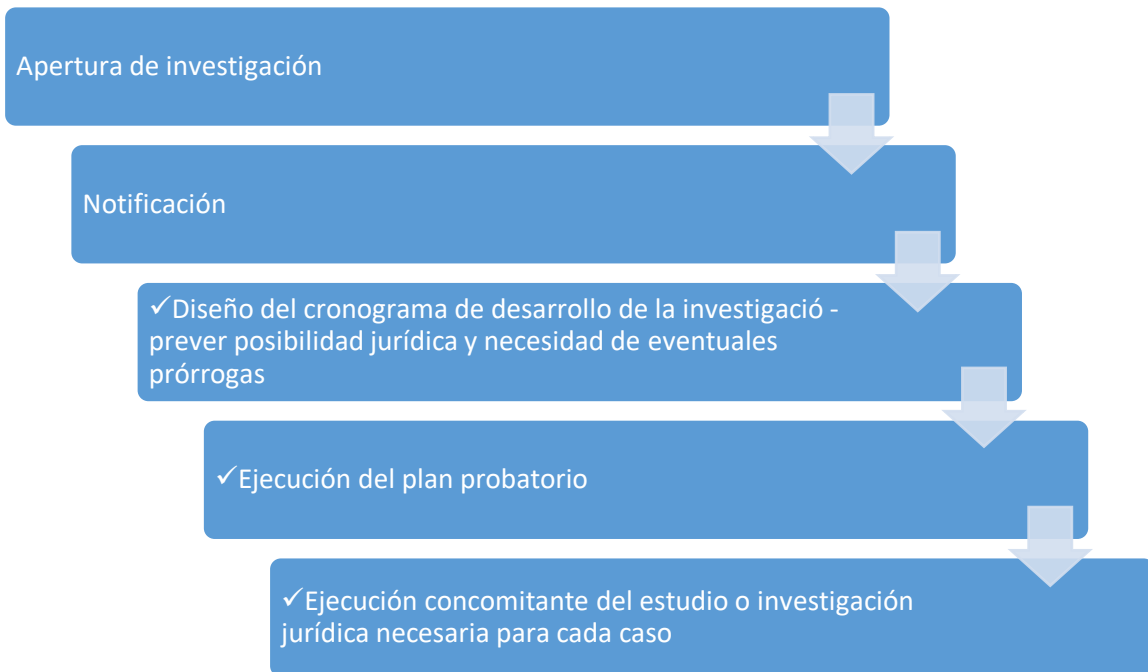 Apertura de investigación
Notificación
✓Diseño del cronograma de desarrollo de la investigació -
prever posibilidad jurídica y necesidad de eventuales
prórrogas
✓Ejecución del plan probatorio
✓Ejecución concomitante del estudio o investigación
jurídica necesaria para cada caso